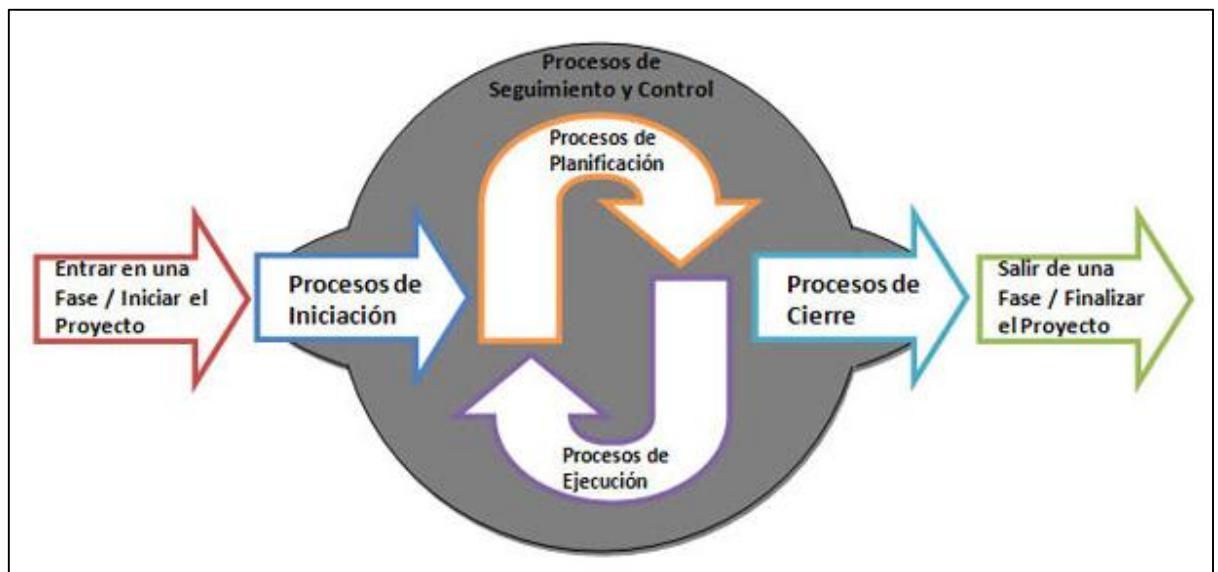 Procesos de
Seguimiento y Control
Procesos de
Planificación
Entrar en una
Fase / Iniciar el
Proyecto
Procesos de
Iniciación
Procesos de
Cierre
Salir de una
Fase / Finalizar
el Proyecto
Procesos de
Ejecución